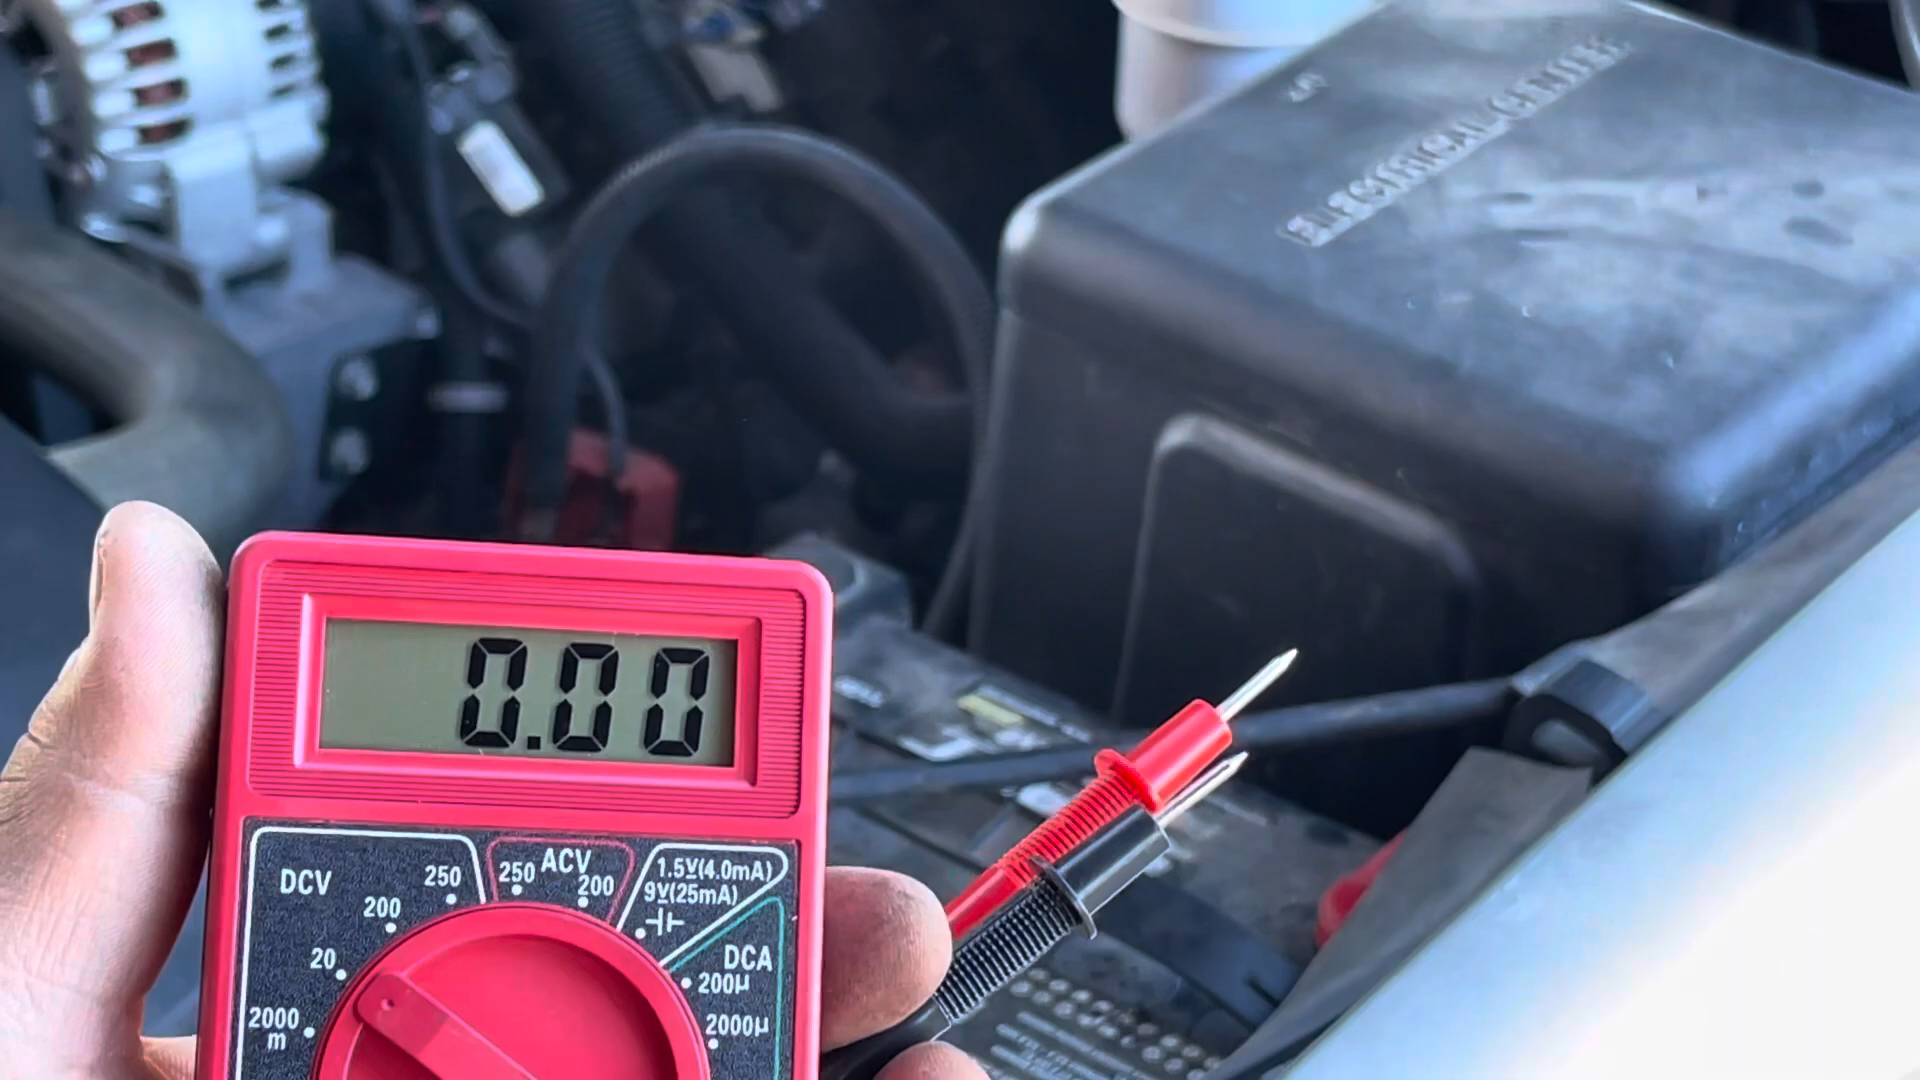 ELECTRICAL CENTER
0.00
DCV
250
200
20
2000
m
ACV
250
200
1.5V(4.0mA)
9V(25mA)
DCA
200µ
2000µ